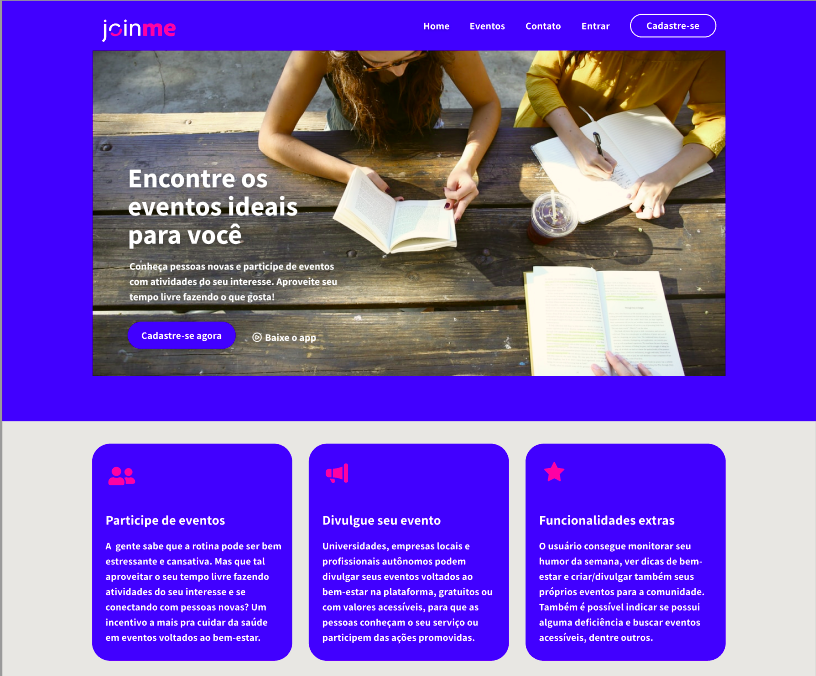 joinme
Home Eventos Contato Entrar Cadastre-se
Encontre os
eventos ideais
para você
Conheça pessoas novas e participe de eventos
com atividades do seu interesse. Aproveite seu
tempo livre fazendo o que gosta!
Cadastre-se agora Baixe o app
Participe de eventos
A gente sabe que a rotina pode ser bem
estressante e cansativa. Mas que tal
aproveitar o seu tempo livre fazendo
atividades do seu interesse e se
conectando com pessoas novas? Um
incentivo a mais pra cuidar da saúde
em eventos voltados ao bem-estar.
Divulgue seu evento
Universidades, empresas locais e
profissionais autônomos podem
divulgar seus eventos voltados ao
bem-estar na plataforma, gratuitos ou
com valores acessíveis, para que as
pessoas conheçam o seu serviço ou
participem das ações promovidas.
Funcionalidades extras
O usuário consegue monitorar seu
humor da semana, ver dicas de bem-
estar e criar/divulgar também seus
próprios eventos para a comunidade.
Também é possível indicar se possui
alguma deficiência e buscar eventos
acessíveis, dentre outros.